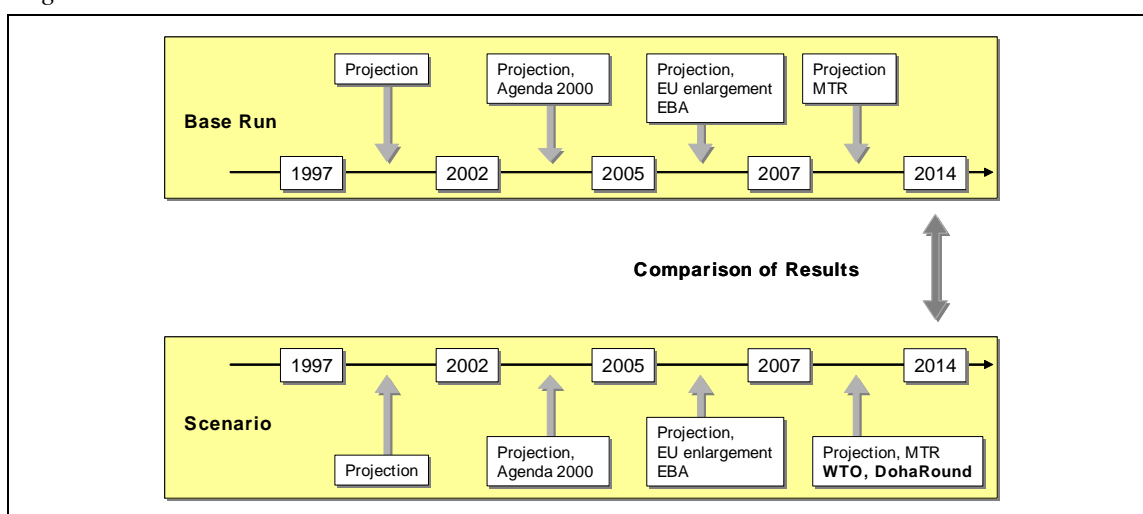 Projection
Projection,
Agenda 2000
Projection,
EU enlargement
EBA
Projection
MTR
Base Run
1997
2002
2005
2007
2014
Comparison of Results
1997
2002
2005
2007
2014
Scenario
Projection
Projection,
Agenda 2000
Projection,
EU enlargement
EBA
Projection, MTR
WTO, DohaRound